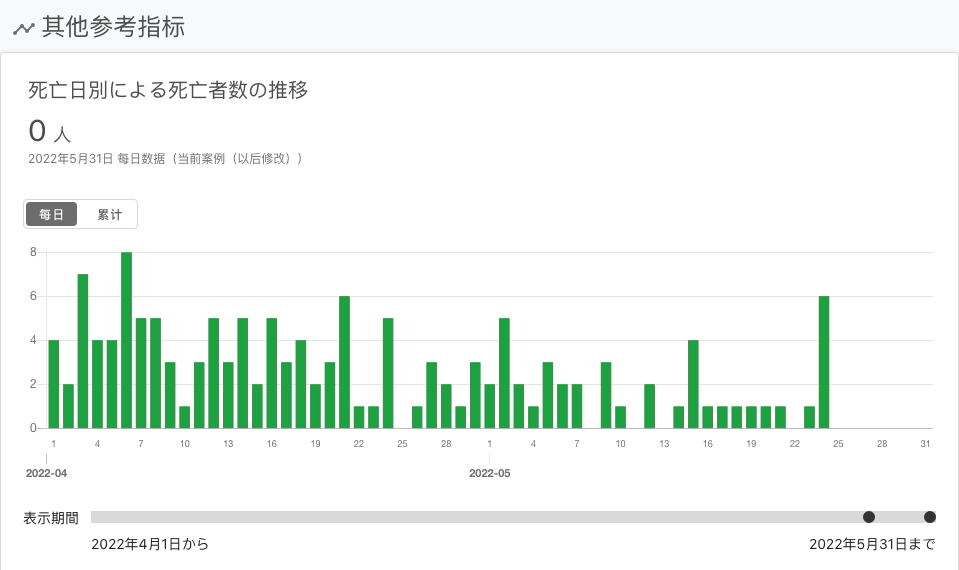 其他参考指标
死亡日別による死亡者数の推移
0 人
2022年5月31日 每日数据（当前案例（以后修改））
每日 累计
8
6
4
2
0
1 4 7 10 13 16 19 22 25 28 1 4 7 10 13 16 19 22 25 28 31
2022-04 2022-05
表示期間
2022年4月1日から 2022年5月31日まで